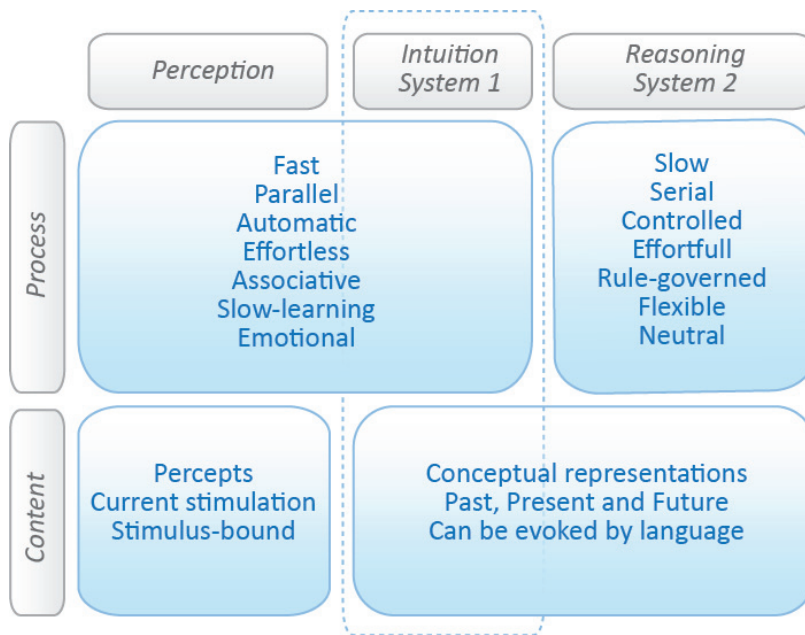 Perception
Intuition
System 1
Reasoning
System 2
Process
Fast
Parallel
Automatic
Effortless
Associative
Slow-learning
Emotional
Slow
Serial
Controlled
Effortfull
Rule-governed
Flexible
Neutral
Content
Percepts
Current stimulation
Stimulus-bound
Conceptual representations
Past, Present and Future
Can be evoked by language